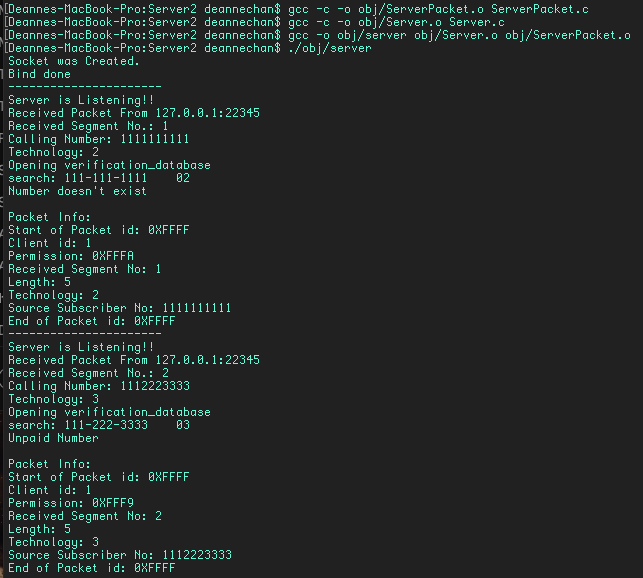 [Deannes-MacBook-Pro:Server2 deannechan$ gcc -c -o obj/ServerPacket.o ServerPacket.c
[Deannes-MacBook-Pro:Server2 deannechan$ gcc -c -o obj/Server.o Server.c
[Deannes-MacBook-Pro:Server2 deannechan$ gcc -o obj/server obj/Server.o obj/ServerPacket.o
[Deannes-MacBook-Pro:Server2 deannechan$ ./obj/server
Socket was Created.
Bind done
----------------------
Server is Listening!!
Received Packet From 127.0.0.1:22345
Received Segment No.: 1
Calling Number: 1111111111
Technology: 2
Opening verification_database
search: 111-111-1111    02
Number doesn't exist

Packet Info:
Start of Packet id: 0XFFFF
Client id: 1
Permission: 0XFFFA
Received Segment No: 1
Length: 5
Technology: 2
Source Subscriber No: 1111111111
End of Packet id: 0XFFFF
----------------------
Server is Listening!!
Received Packet From 127.0.0.1:22345
Received Segment No.: 2
Calling Number: 1112223333
Technology: 3
Opening verification_database
search: 111-222-3333    03
Unpaid Number

Packet Info:
Start of Packet id: 0XFFFF
Client id: 1
Permission: 0XFFF9
Received Segment No: 2
Length: 5
Technology: 3
Source Subscriber No: 1112223333
End of Packet id: 0XFFFF